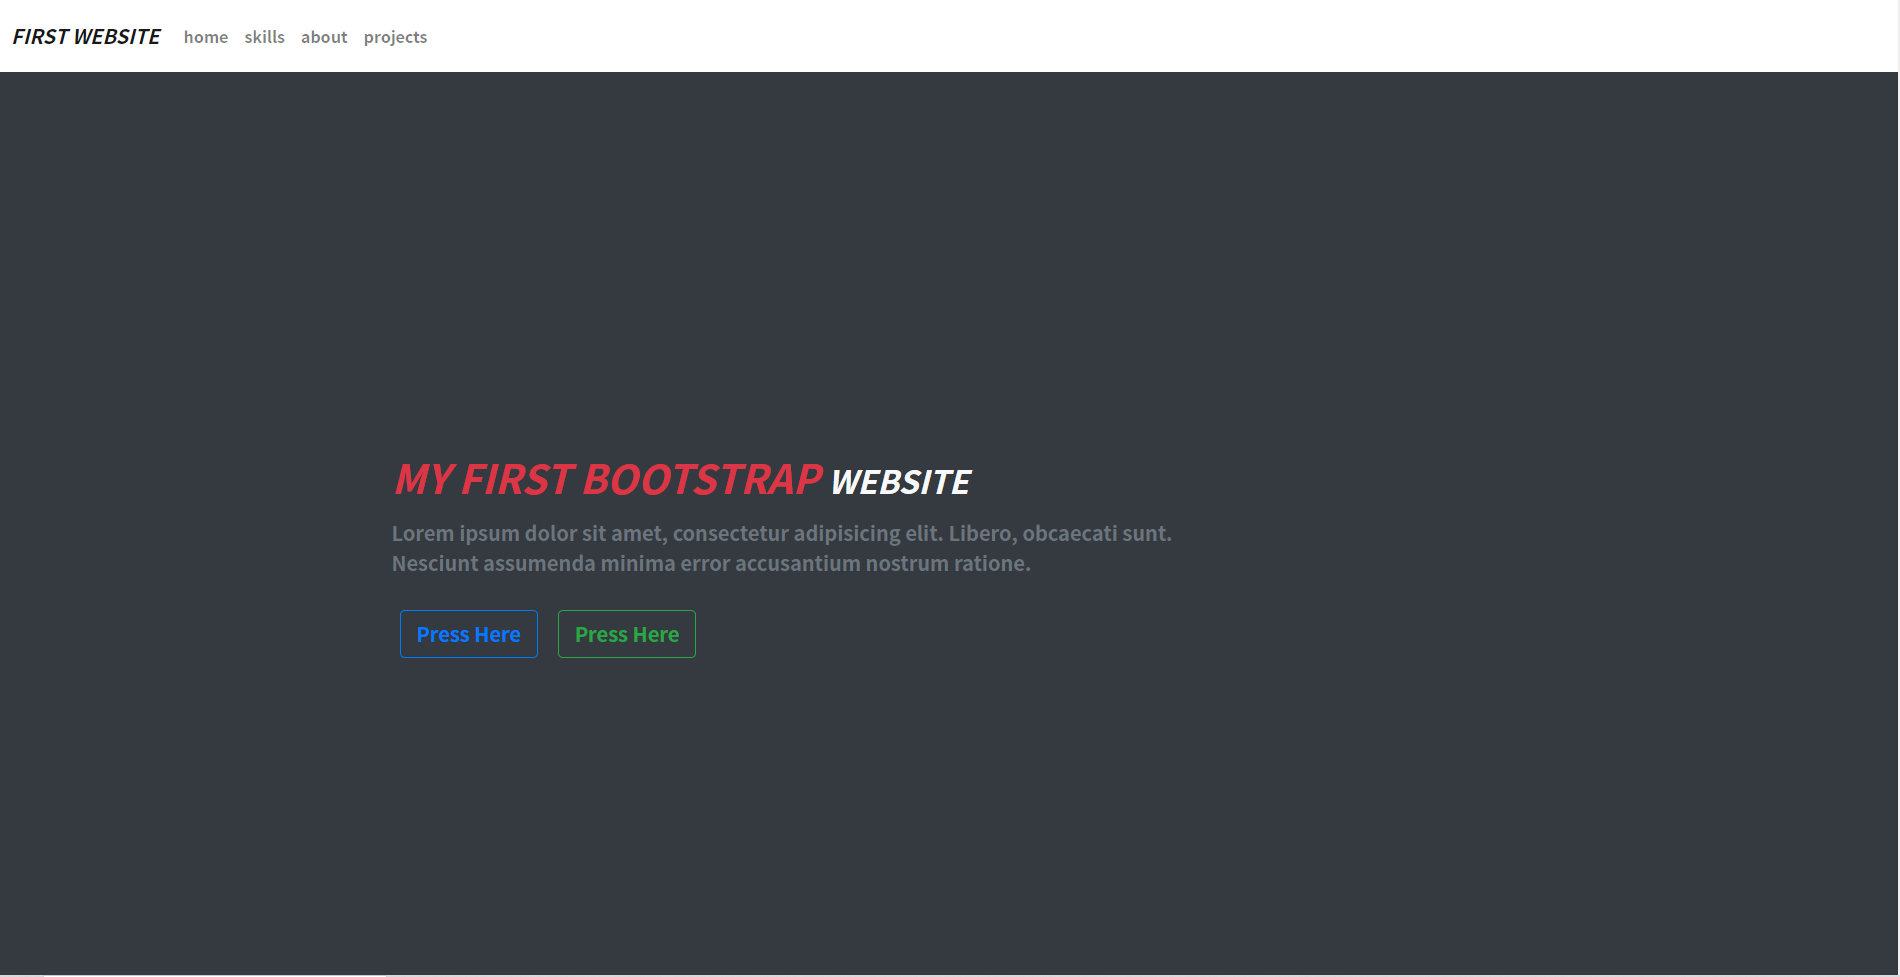 FIRST WEBSITE home skills about projects
MY FIRST BOOTSTRAP WEBSITE
Lorem ipsum dolor sit amet, consectetur adipisicing elit. Libero, obcaecati sunt.
Nesciunt assumenda minima error accusantium nostrum ratione.
Press Here Press Here